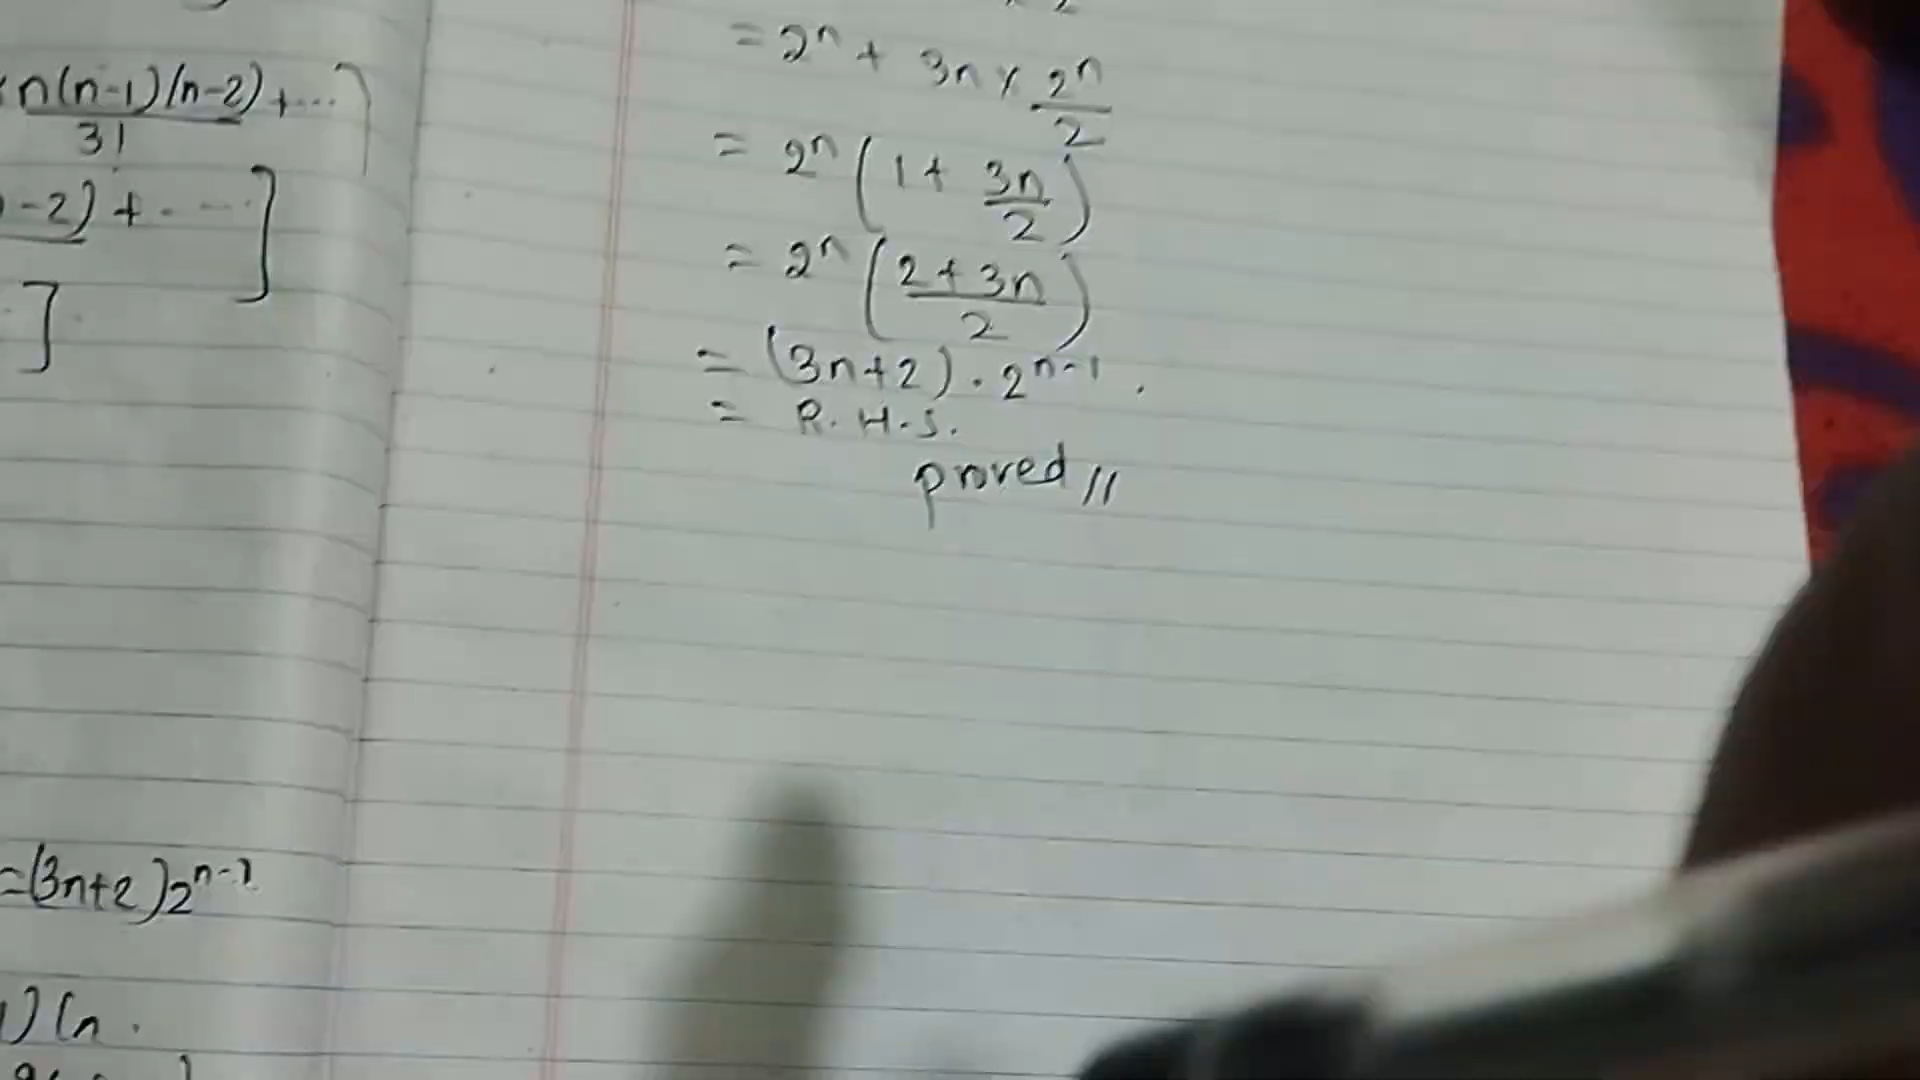 n(n-1)(n-2) + ...]
3!
-2) + - ---]
]
=(3n+2)2^{n-1}
1)(n .
= 2^n + 3n × 2^n/2
= 2^n (1 + 3n/2)
= 2^n (2+3n/2)
= (3n+2) . 2^{n-1} .
= R.H.S.
proved //